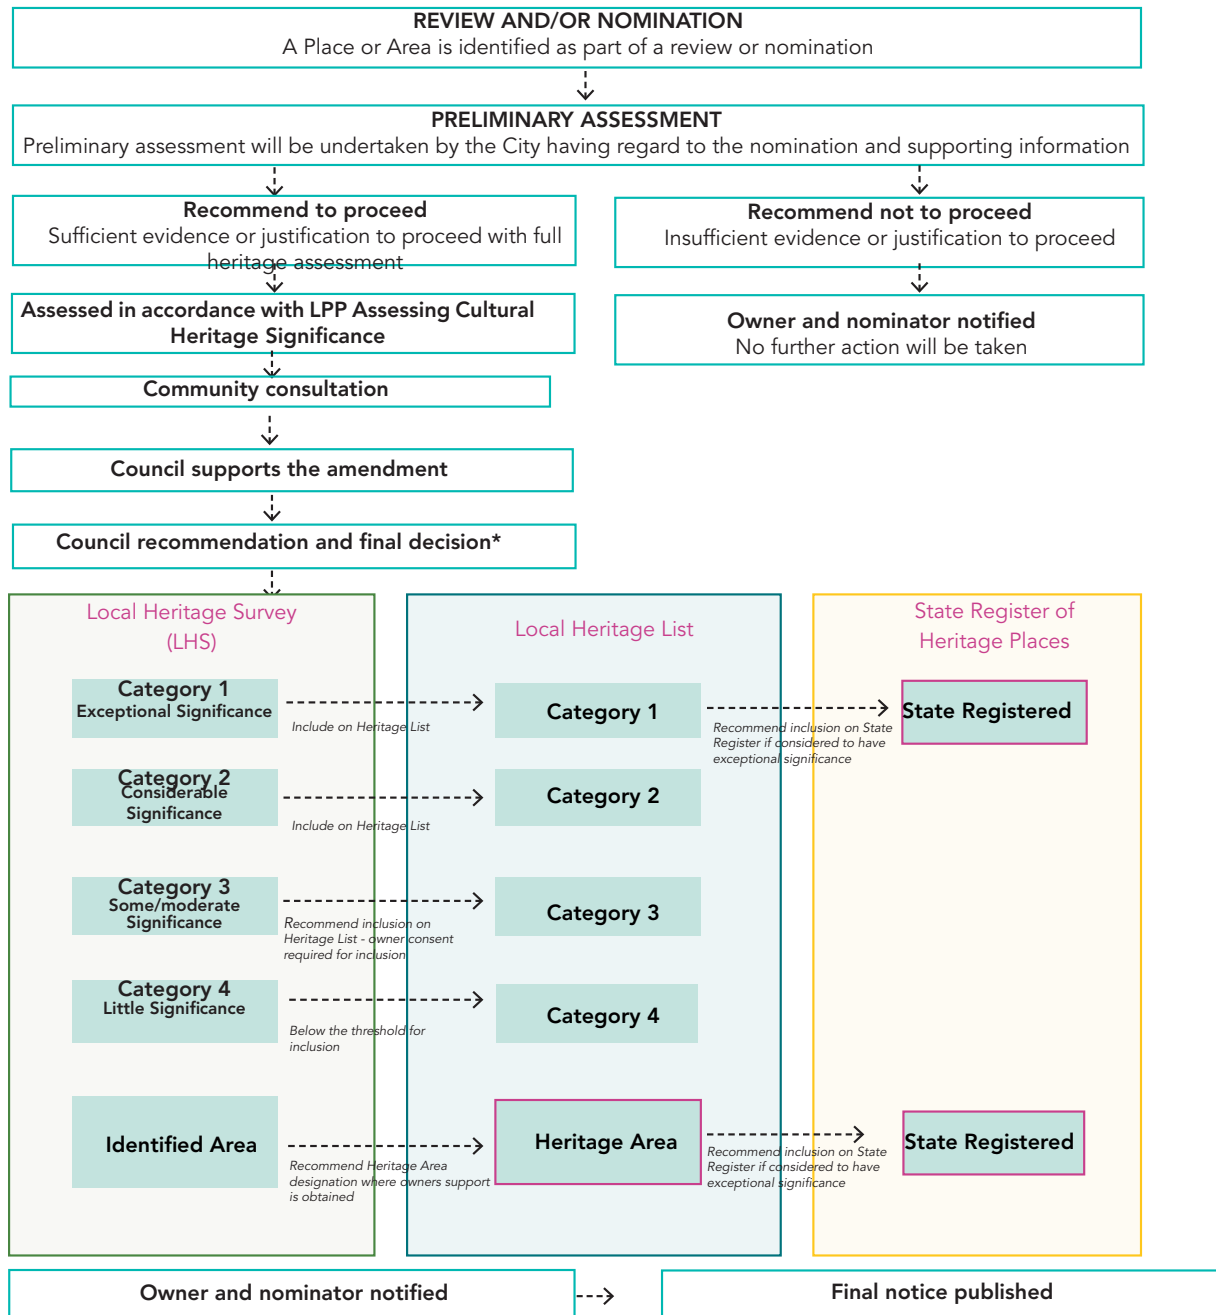 REVIEW AND/OR NOMINATION
A Place or Area is identified as part of a review or nomination
PRELIMINARY ASSESSMENT
Preliminary assessment will be undertaken by the City having regard to the nomination and supporting information
Recommend to proceed
Sufficient evidence or justification to proceed with full
heritage assessment
Recommend not to proceed
Insufficient evidence or justification to proceed
Assessed in accordance with LPP Assessing Cultural
Heritage Significance
Owner and nominator notified
No further action will be taken
Community consultation
Council supports the amendment
Council recommendation and final decision*
Local Heritage Survey
(LHS)
Local Heritage List
State Register of
Heritage Places
Category 1
Exceptional Significance
Include on Heritage List
Category 1
Recommend inclusion on State
Register if considered to have
exceptional significance
State Registered
Category 2
Considerable
Significance
Include on Heritage List
Category 2
Category 3
Some/moderate
Significance
Recommend inclusion on
Heritage List - owner consent
required for inclusion
Category 3
Category 4
Little Significance
Below the threshold for
inclusion
Category 4
Identified Area
Recommend Heritage Area
designation where owners support
is obtained
Heritage Area
Recommend inclusion on State
Register if considered to have
exceptional significance
State Registered
Owner and nominator notified
Final notice published